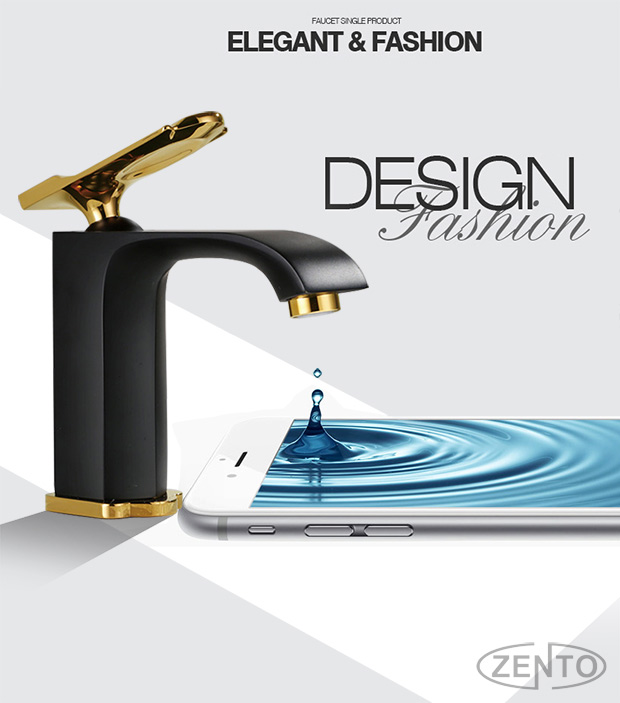 FAUCET SINGLE PRODUCT
ELEGANT & FASHION
DESIGN
Fashion
ZENTO